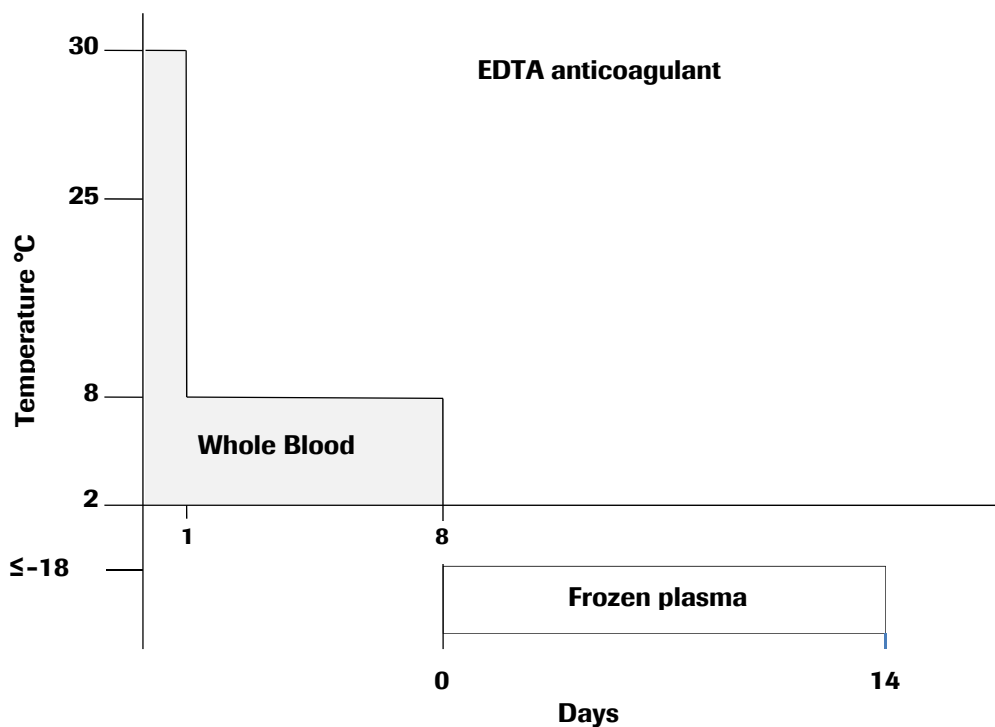 30
EDTA anticoagulant
25
Temperature °C
8
Whole Blood
2
1
8
≤-18
Frozen plasma
0
14
Days